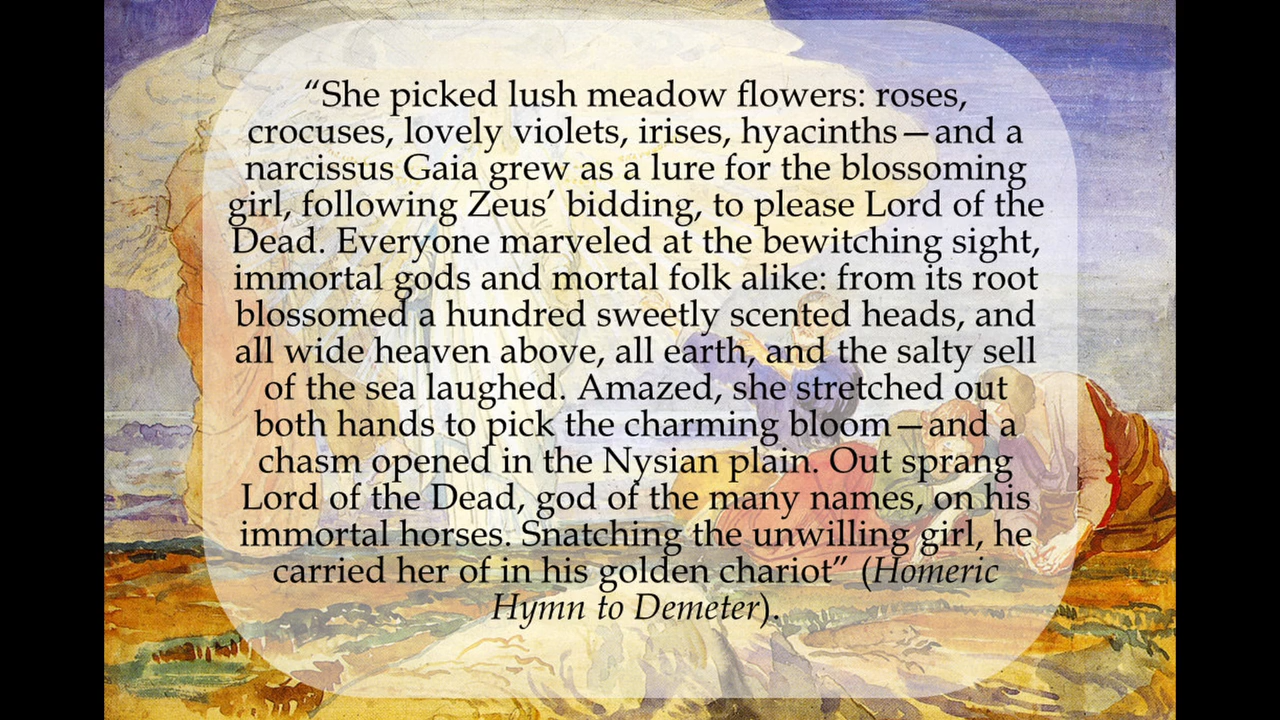 “She picked lush meadow flowers: roses,
crocuses, lovely violets, irises, hyacinths—and a
narcissus Gaia grew as a lure for the blossoming
girl, following Zeus’ bidding, to please Lord of the
Dead. Everyone marveled at the bewitching sight,
immortal gods and mortal folk alike: from its root
blossomed a hundred sweetly scented heads, and
all wide heaven above, all earth, and the salty sell
of the sea laughed. Amazed, she stretched out
both hands to pick the charming bloom—and a
chasm opened in the Nysian plain. Out sprang
Lord of the Dead, god of the many names, on his
immortal horses. Snatching the unwilling girl, he
carried her of in his golden chariot” (Homeric
Hymn to Demeter).